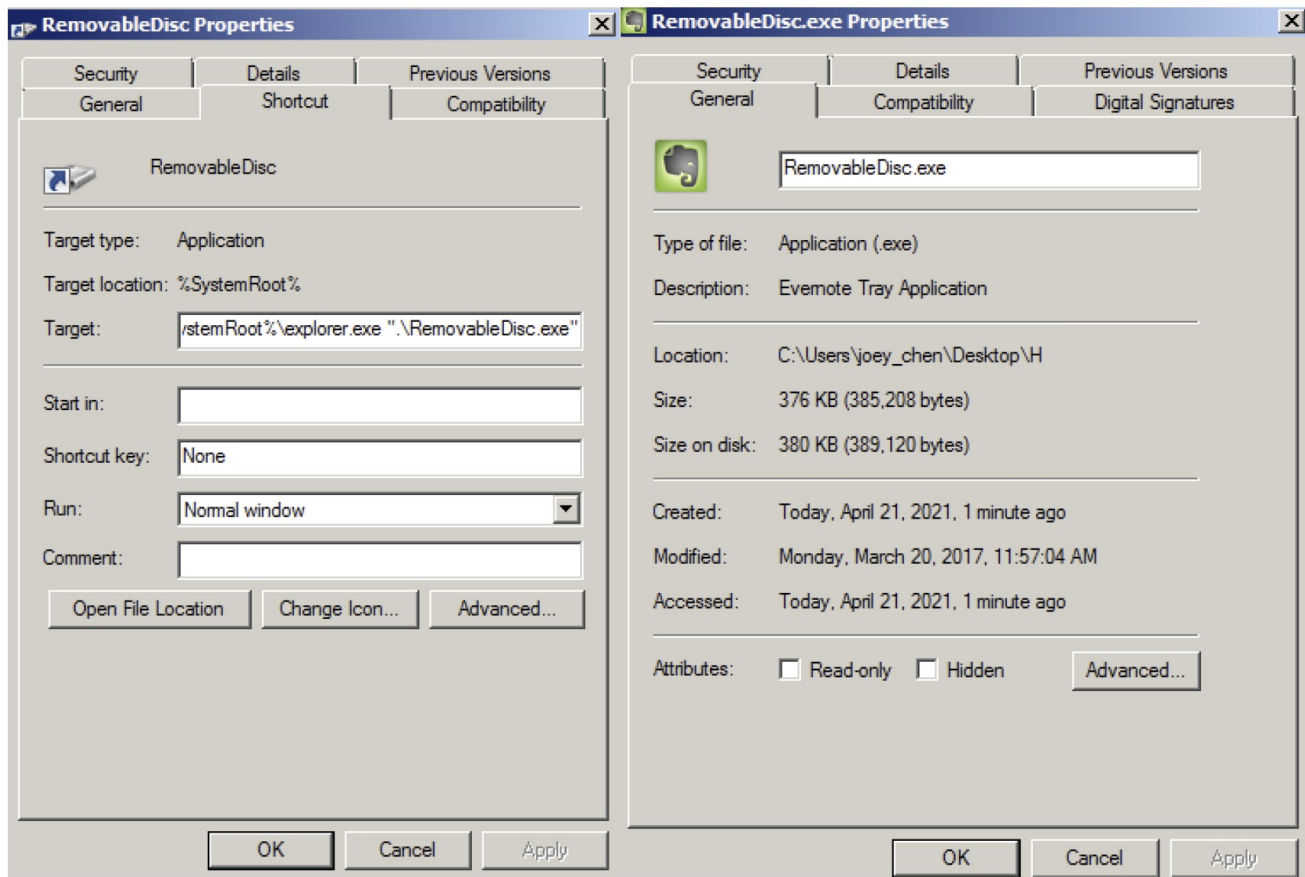 RemovableDisc Properties
Security Details Previous Versions
General Shortcut Compatibility
RemovableDisc
Target type: Application
Target location: %SystemRoot%
Target: stemRoot%\explorer.exe ".\RemovableDisc.exe"
Start in:
Shortcut key: None
Run: Normal window
Comment:
Open File Location Change Icon... Advanced...
OK Cancel Apply
RemovableDisc.exe Properties
Security Details Previous Versions
General Compatibility Digital Signatures
RemovableDisc.exe
Type of file: Application (.exe)
Description: Evernote Tray Application
Location: C:\Users\joey_chen\Desktop\H
Size: 376 KB (385,208 bytes)
Size on disk: 380 KB (389,120 bytes)
Created: Today, April 21, 2021, 1 minute ago
Modified: Monday, March 20, 2017, 11:57:04 AM
Accessed: Today, April 21, 2021, 1 minute ago
Attributes: Read-only Hidden Advanced...
OK Cancel Apply